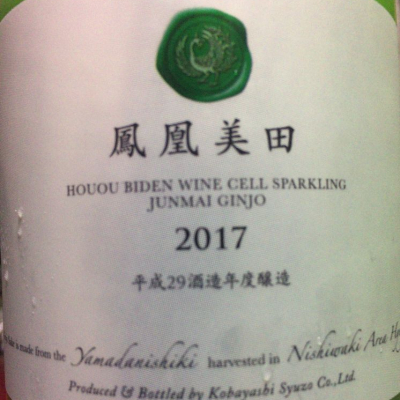 鳳凰美田
HOUOU BIDEN WINE CELL SPARKLING
JUNMAI GINJO
2017
平成29酒造年度醸造
is made from the Yamadanishiki harvested in Nishiwaki Area
Produced & Bottled by Kobayashi Syuzo Co.,Ltd.